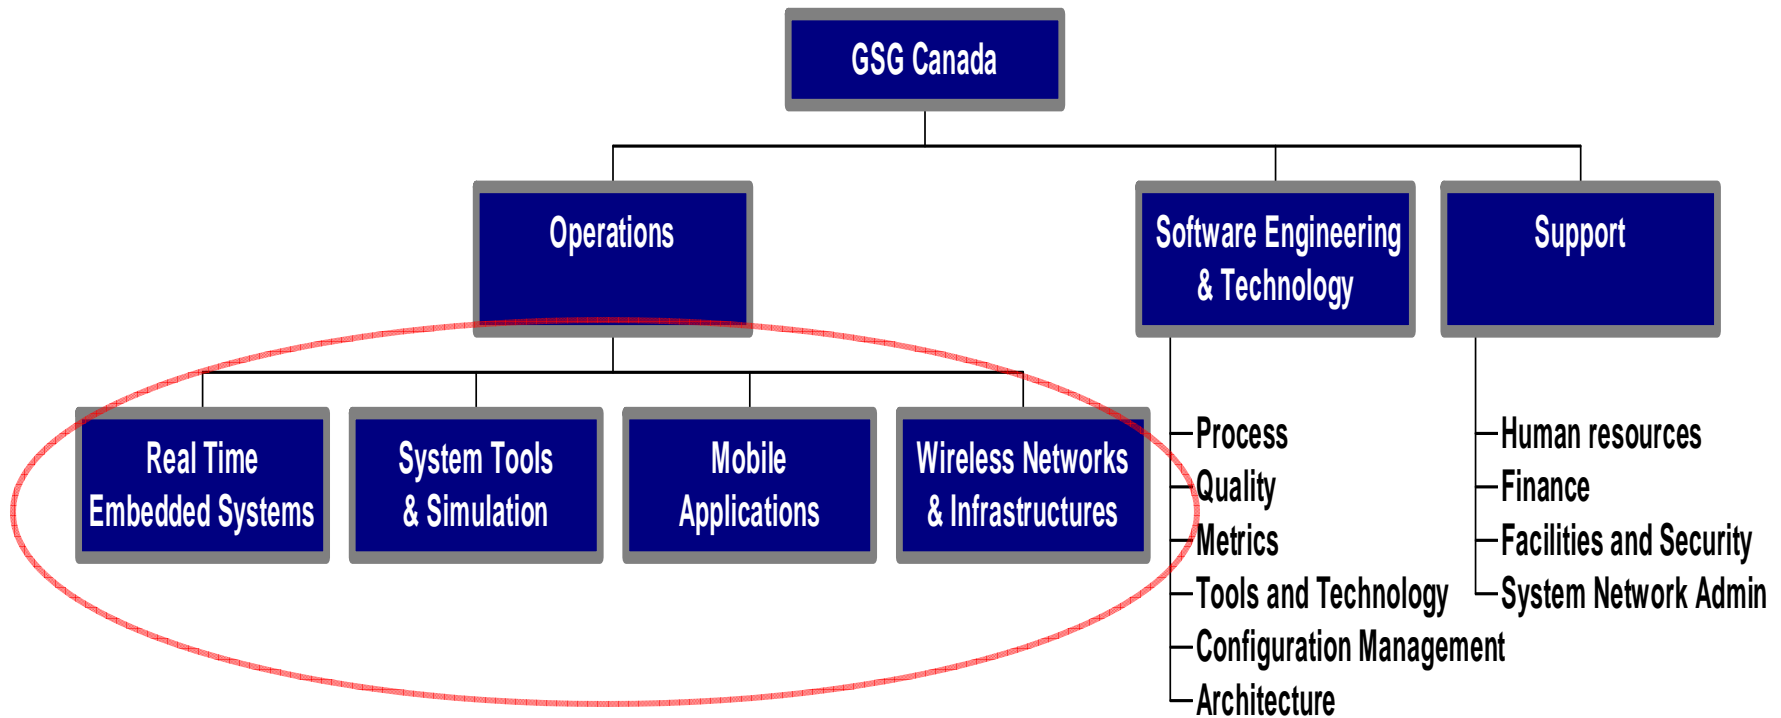 GSG Canada
Operations
Software Engineering
& Technology
Support
Real Time
Embedded Systems
System Tools
& Simulation
Mobile
Applications
Wireless Networks
& Infrastructures
Process
Quality
Metrics
Tools and Technology
Configuration Management
Architecture
Human resources
Finance
Facilities and Security
System Network Admin